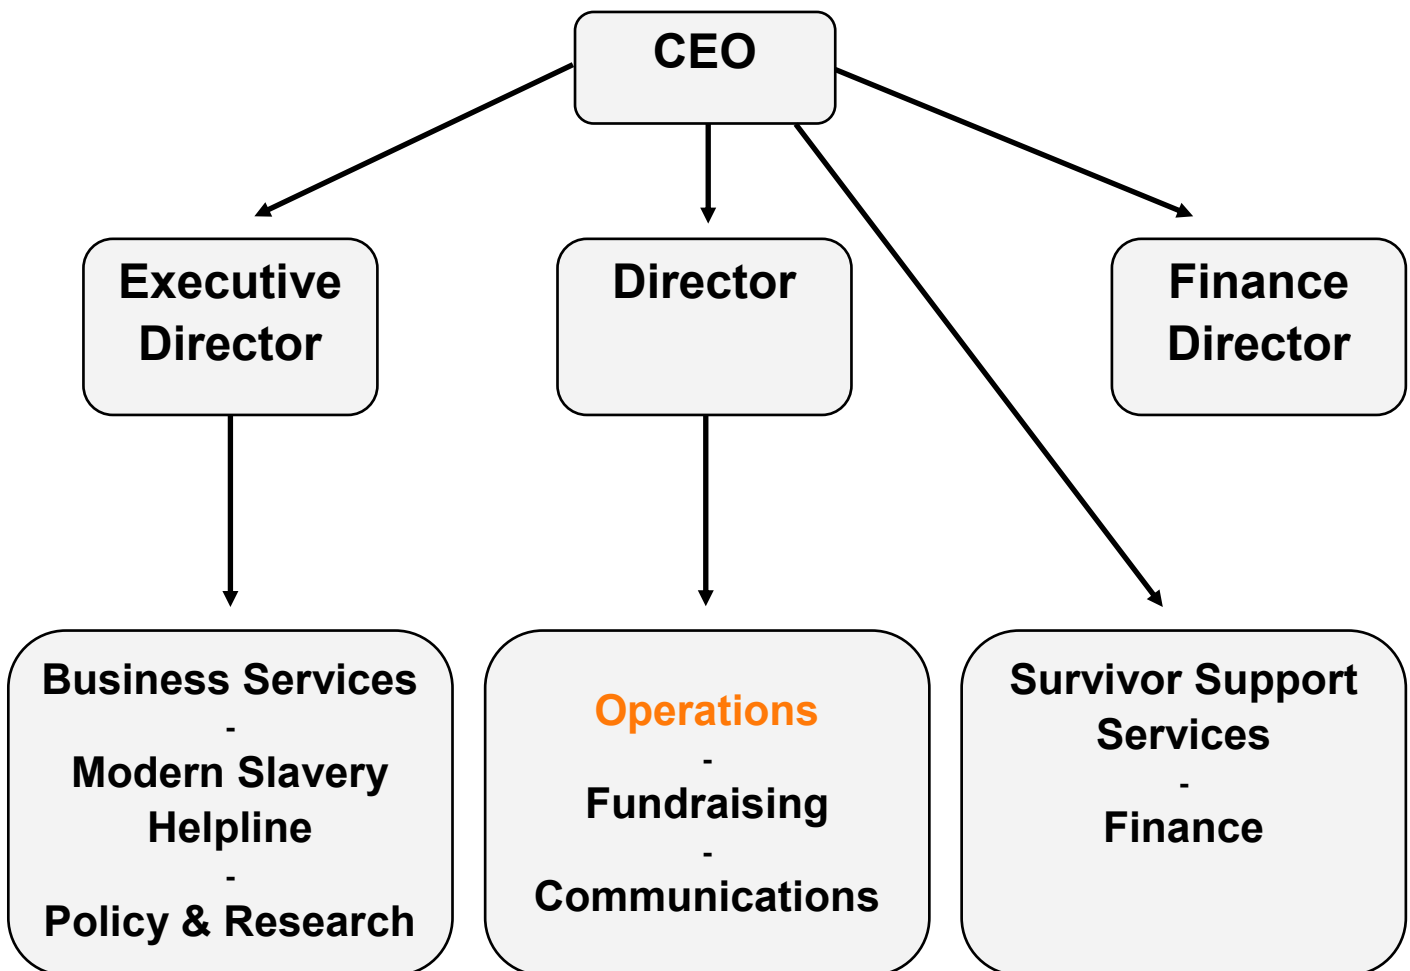 CEO
Executive
Director
Director
Finance
Director
Business Services
-
Modern Slavery
Helpline
-
Policy & Research
Operations
-
Fundraising
-
Communications
Survivor Support
Services
-
Finance